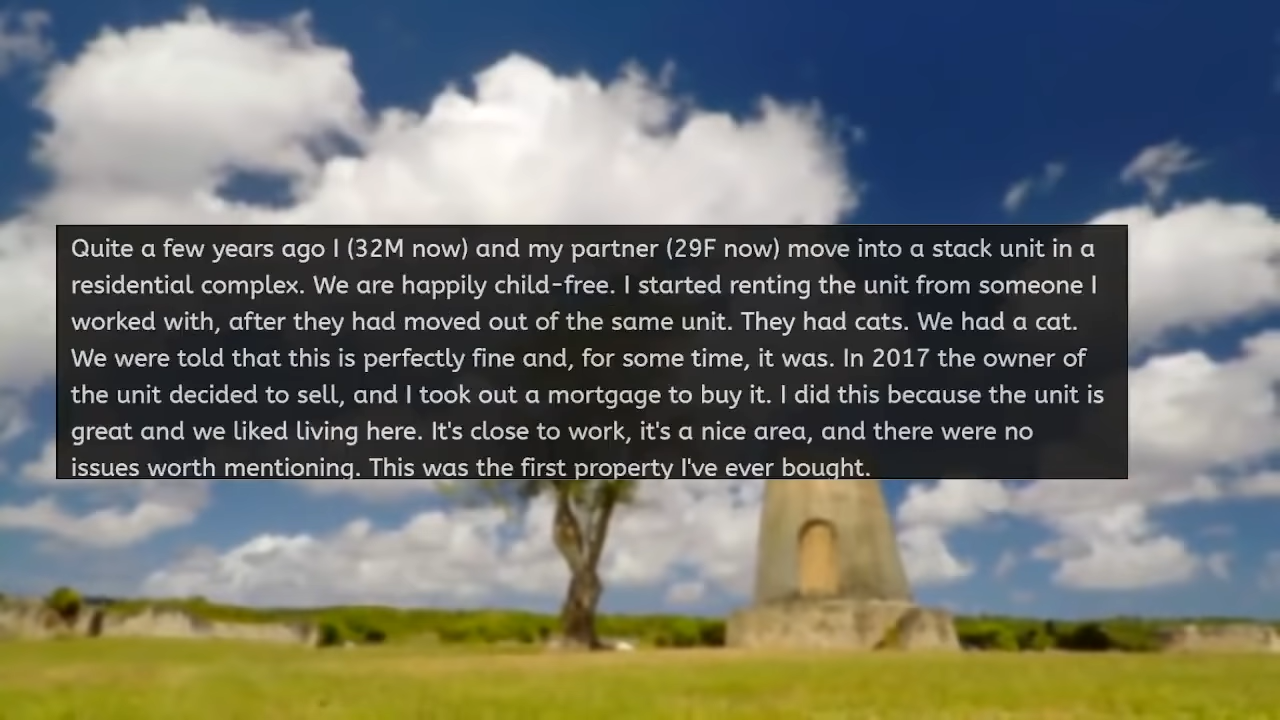 Quite a few years ago I (32M now) and my partner (29F now) move into a stack unit in a
residential complex. We are happily child-free. I started renting the unit from someone I
worked with, after they had moved out of the same unit. They had cats. We had a cat.
We were told that this is perfectly fine and, for some time, it was. In 2017 the owner of
the unit decided to sell, and I took out a mortgage to buy it. I did this because the unit is
great and we liked living here. It's close to work, it's a nice area, and there were no
issues worth mentioning. This was the first property I've ever bought.